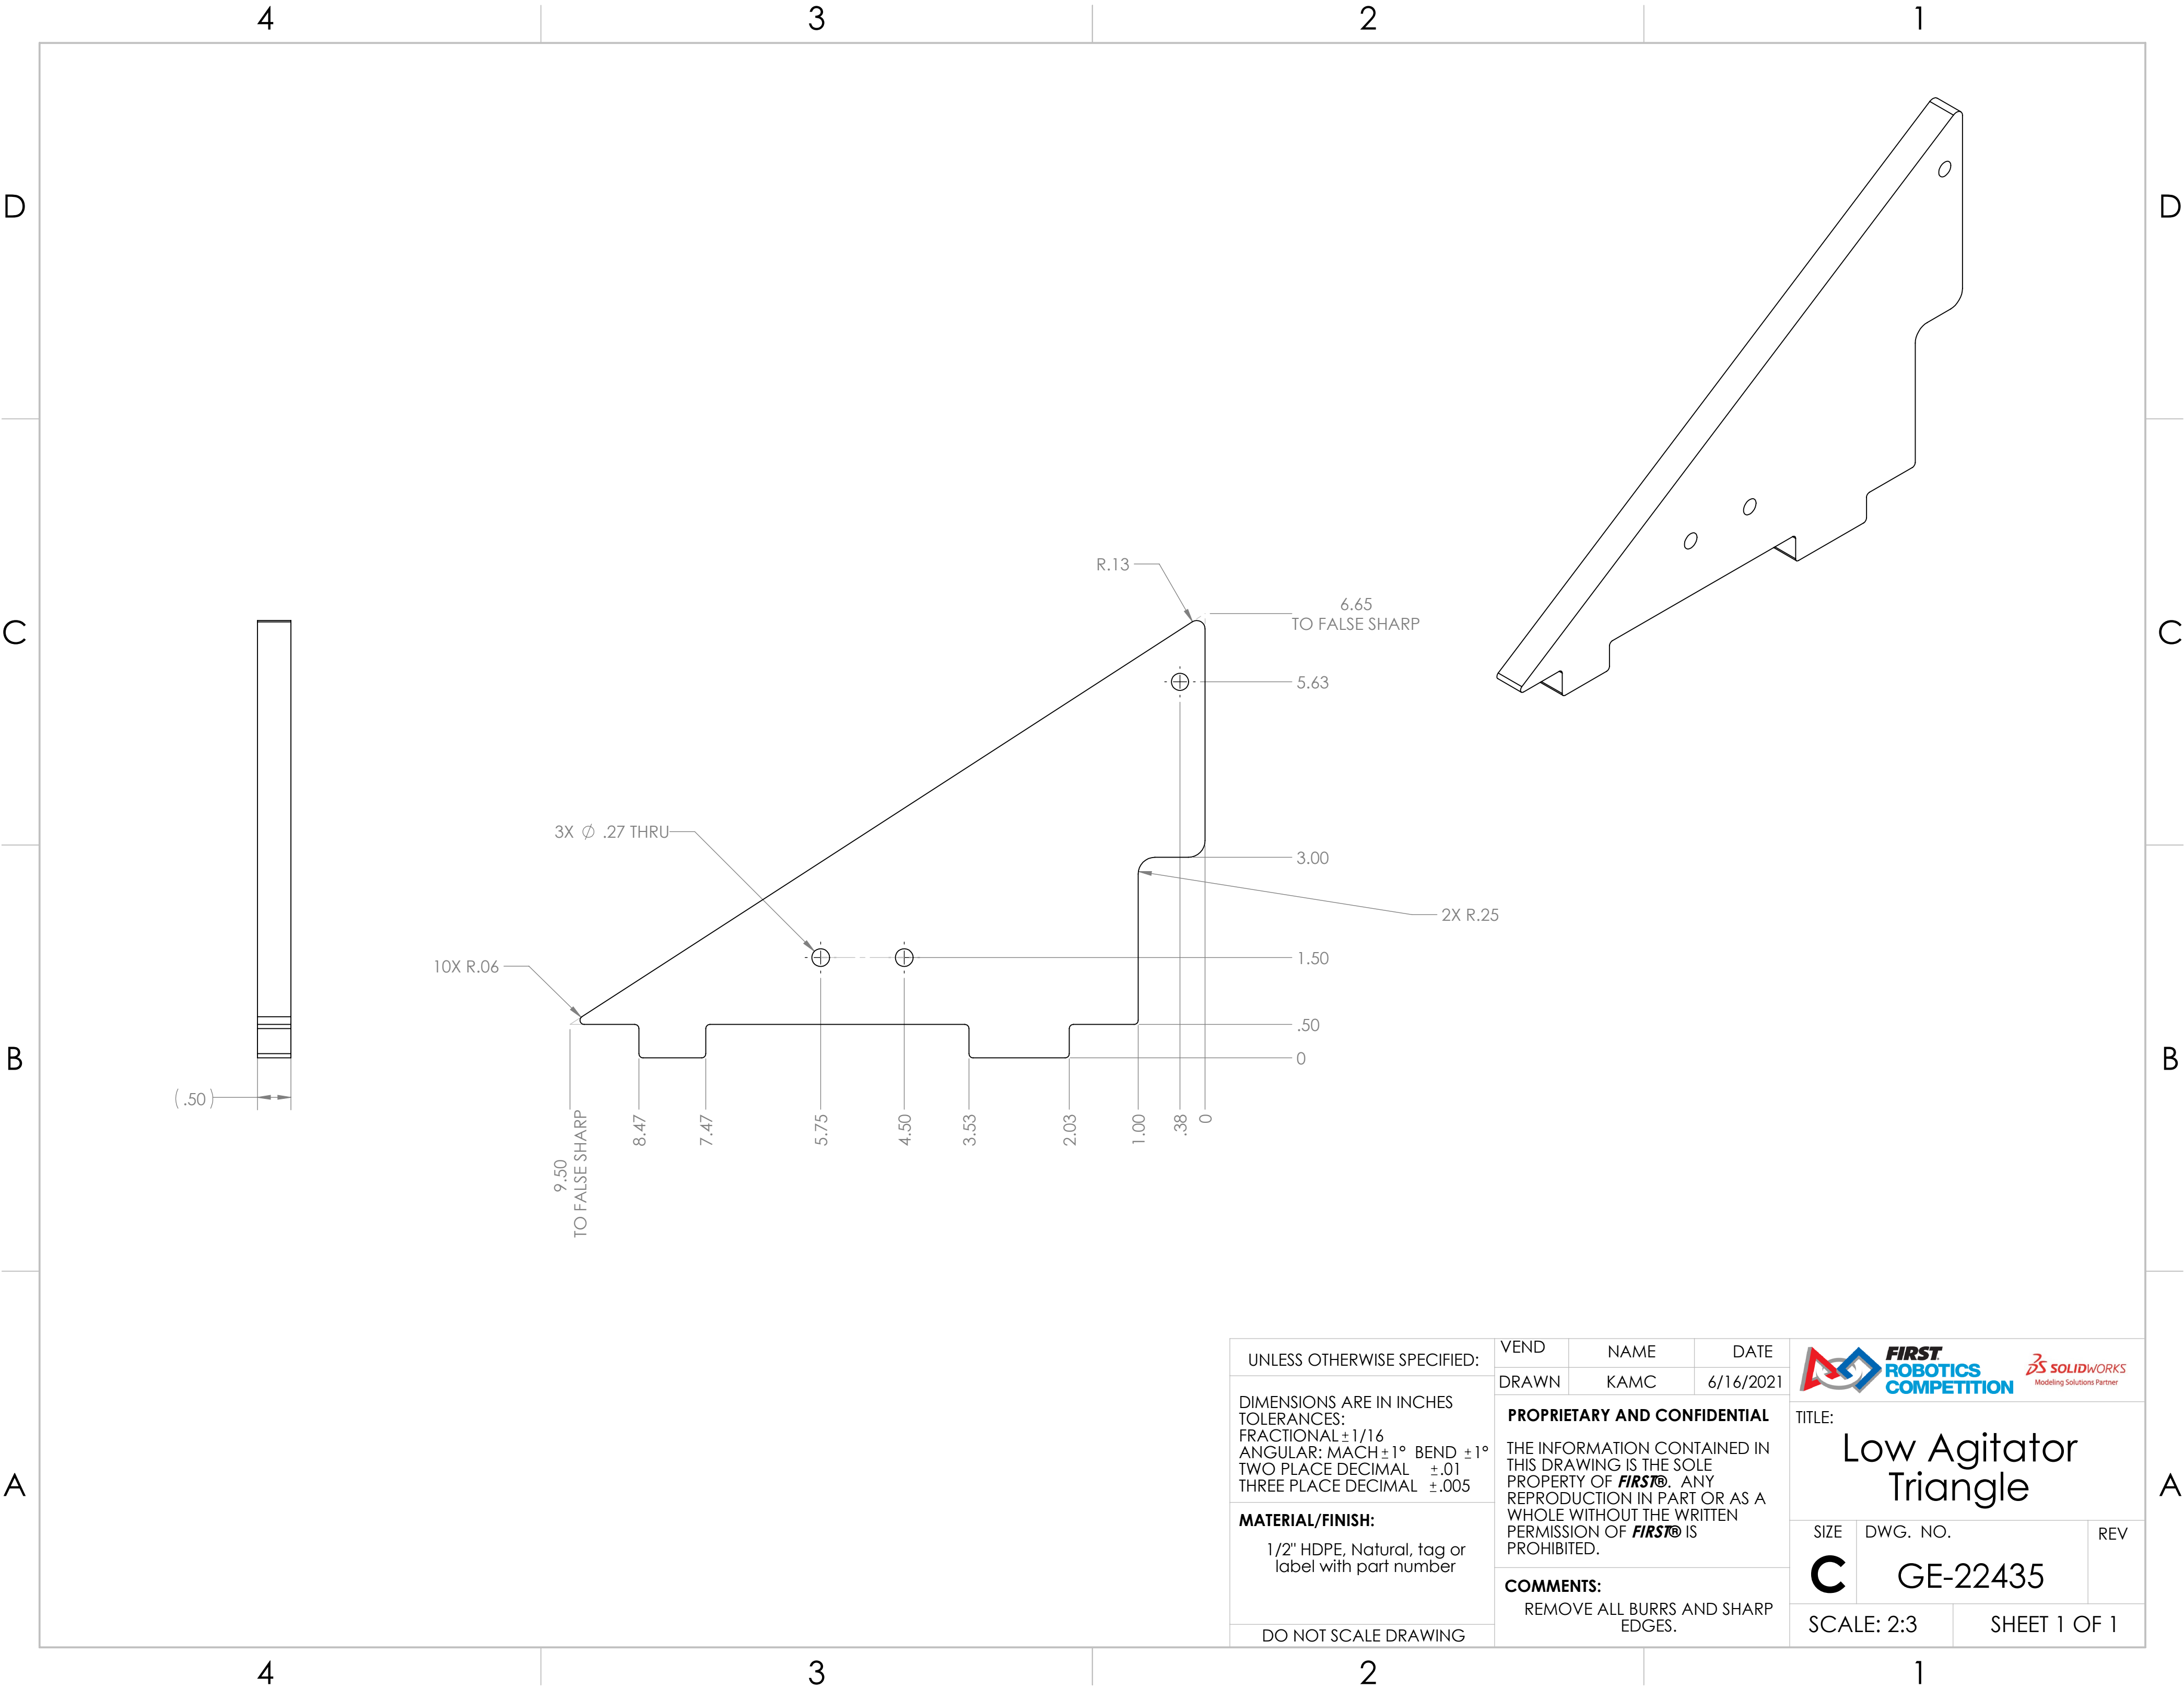 4
3
2
1
D
D
C
C
B
B
A
A
R.13
6.65
TO FALSE SHARP
5.63
3X ∅ .27 THRU
3.00
2X R.25
10X R.06
1.50
.50
0
( .50 )
9.50
TO FALSE SHARP
8.47
7.47
5.75
4.50
3.53
2.03
1.00
.38
0
UNLESS OTHERWISE SPECIFIED:
DIMENSIONS ARE IN INCHES
TOLERANCES:
FRACTIONAL ± 1/16
ANGULAR: MACH ± 1° BEND ± 1°
TWO PLACE DECIMAL ± .01
THREE PLACE DECIMAL ± .005
MATERIAL/FINISH:
1/2" HDPE, Natural, tag or
label with part number
DO NOT SCALE DRAWING
VEND
NAME
DATE
DRAWN
KAMC
6/16/2021
PROPRIETARY AND CONFIDENTIAL
THE INFORMATION CONTAINED IN
THIS DRAWING IS THE SOLE
PROPERTY OF FIRST®. ANY
REPRODUCTION IN PART OR AS A
WHOLE WITHOUT THE WRITTEN
PERMISSION OF FIRST® IS
PROHIBITED.
COMMENTS:
REMOVE ALL BURRS AND SHARP
EDGES.
FIRST
ROBOTICS
COMPETITION
SOLIDWORKS
Modeling Solutions Partner
TITLE:
Low Agitator
Triangle
SIZE
C
DWG. NO.
GE-22435
REV
SCALE: 2:3
SHEET 1 OF 1
4
3
2
1